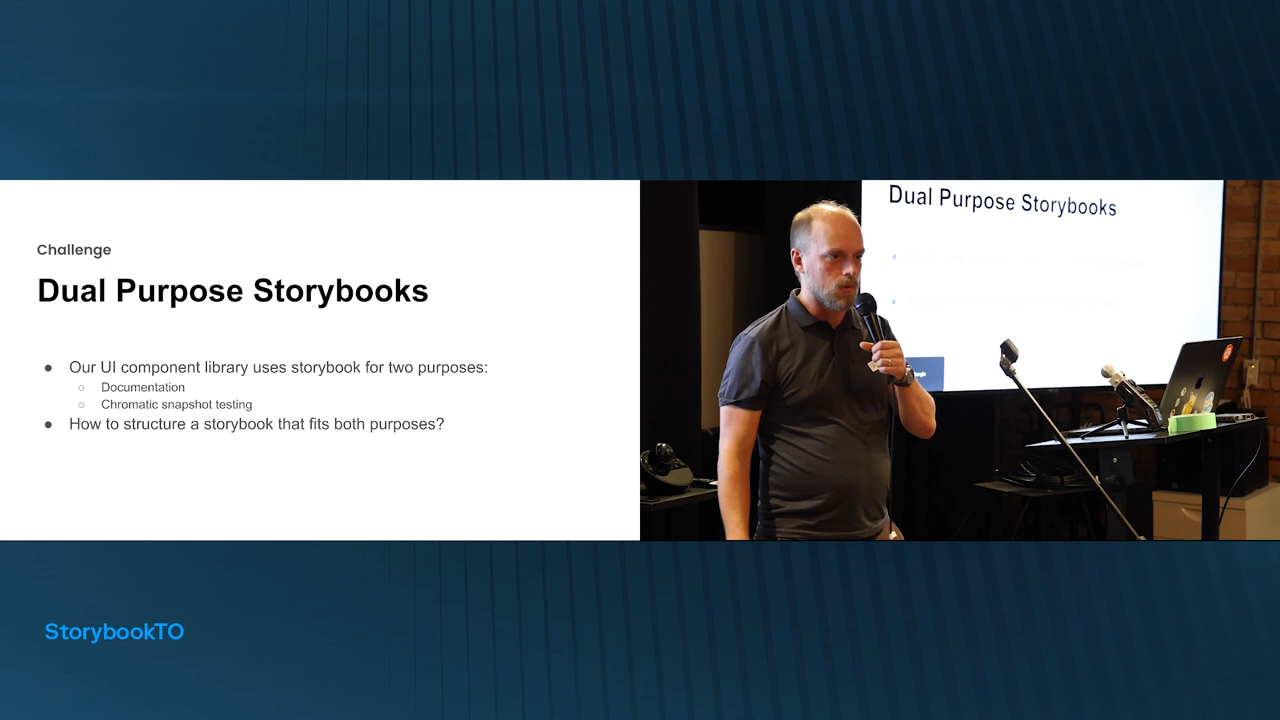 Challenge
Dual Purpose Storybooks
Our UI component library uses storybook for two purposes:
Documentation
Chromatic snapshot testing
How to structure a storybook that fits both purposes?
Dual Purpose Storybooks
StorybookTO